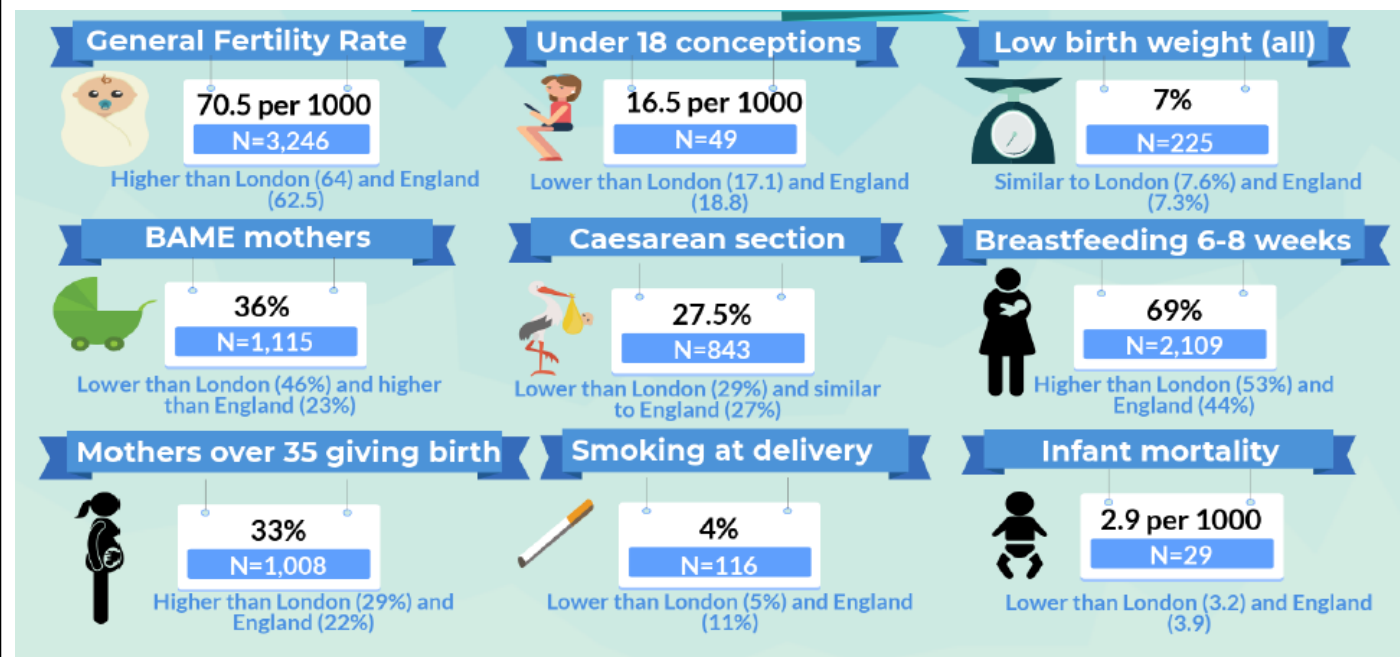 General Fertility Rate
70.5 per 1000
N=3,246
Higher than London (64) and England
(62.5)
Under 18 conceptions
16.5 per 1000
N=49
Lower than London (17.1) and England
(18.8)
Low birth weight (all)
7%
N=225
Similar to London (7.6%) and England
(7.3%)
BAME mothers
36%
N=1,115
Lower than London (46%) and higher
than England (23%)
Caesarean section
27.5%
N=843
Lower than London (29%) and similar
to England (27%)
Breastfeeding 6-8 weeks
69%
N=2,109
Higher than London (53%) and
England (44%)
Mothers over 35 giving birth
33%
N=1,008
Higher than London (29%) and
England (22%)
Smoking at delivery
4%
N=116
Lower than London (5%) and England
(11%)
Infant mortality
2.9 per 1000
N=29
Lower than London (3.2) and England
(3.9)